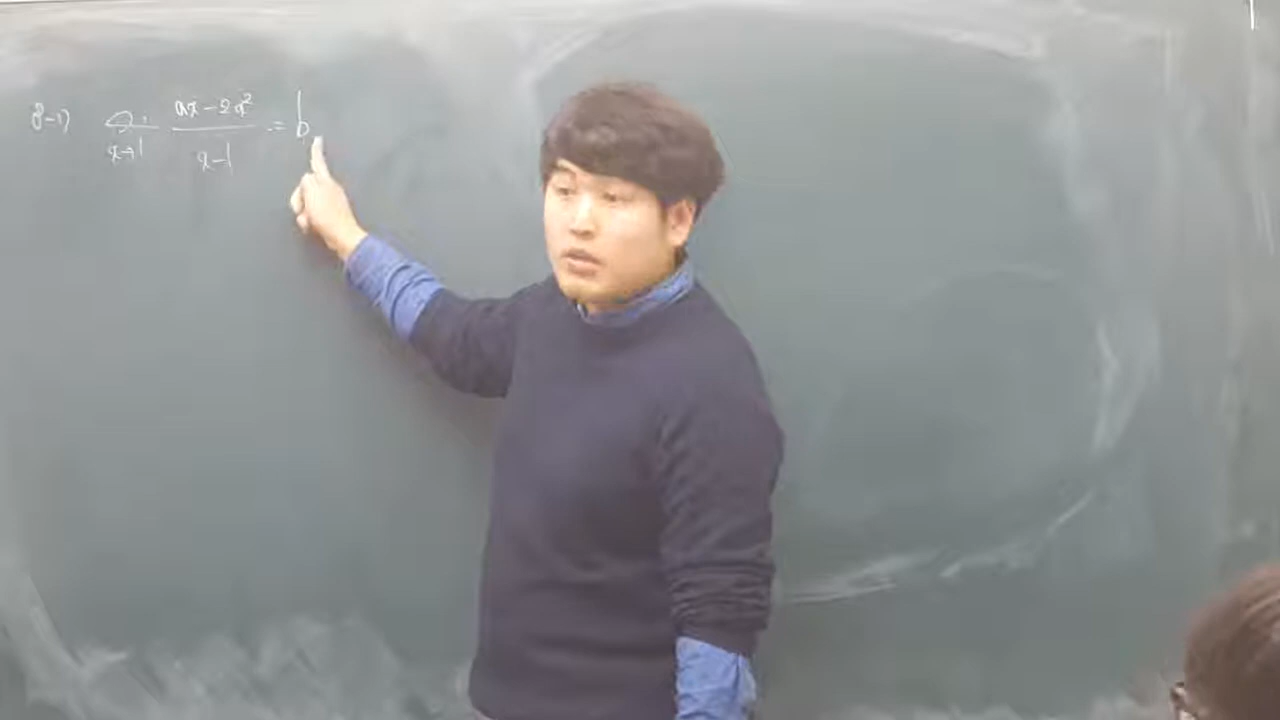 8-1) lim x→1 (ax-2a²)/(x-1) = b